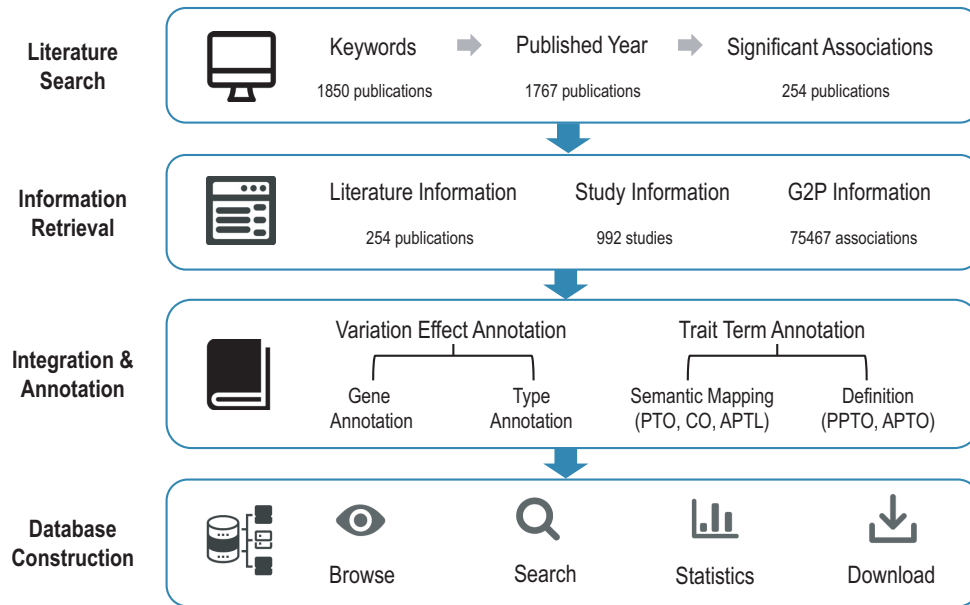 Literature
Search
Keywords
Published Year
Significant Associations
1850 publications
1767 publications
254 publications
Information
Retrieval
Literature Information
Study Information
G2P Information
254 publications
992 studies
75467 associations
Integration &
Annotation
Variation Effect Annotation
Trait Term Annotation
Gene
Annotation
Type
Annotation
Semantic Mapping
(PTO, CO, APTL)
Definition
(PPTO, APTO)
Database
Construction
Browse
Search
Statistics
Download